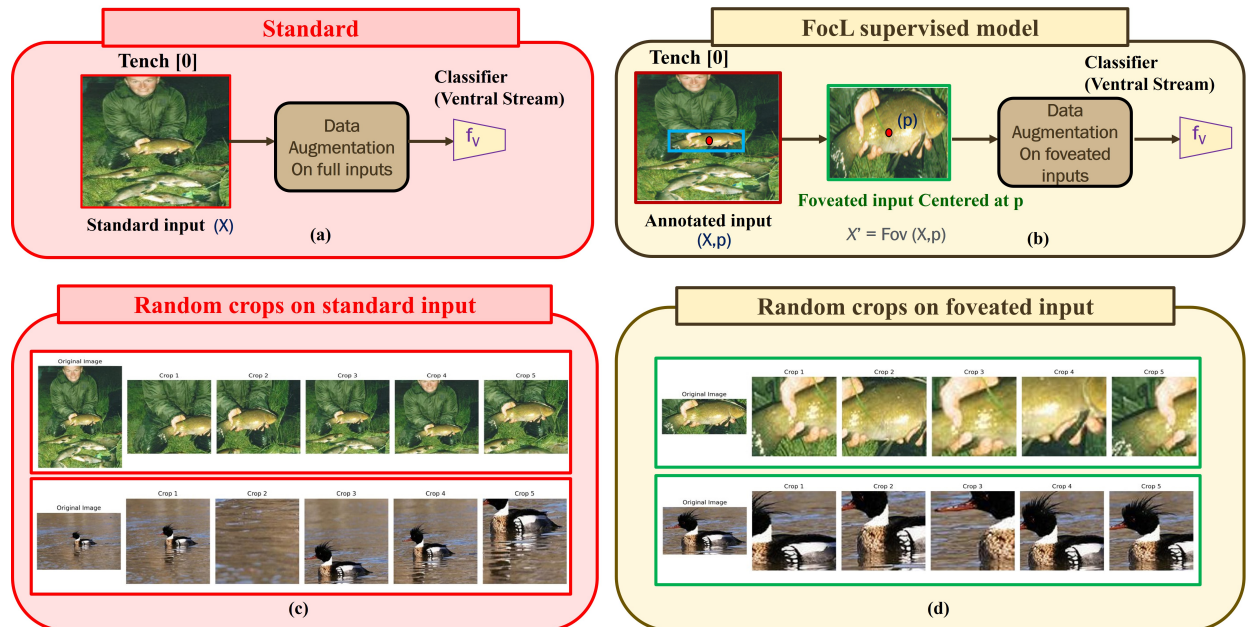 Standard
Tench [0]
Classifier
(Ventral Stream)
Data
Augmentation
On full inputs
f_v
Standard input (X)
(a)
FocL supervised model
Tench [0]
Classifier
(Ventral Stream)
(p)
Data
Augmentation
On foveated
inputs
f_v
Foveated input Centered at p
Annotated input
(X,p)
X' = Fov (X,p)
(b)
Random crops on standard input
Original Image
Crop 1
Crop 2
Crop 3
Crop 4
Crop 5
Original Image
Crop 1
Crop 2
Crop 3
Crop 4
Crop 5
(c)
Random crops on foveated input
Original Image
Crop 1
Crop 2
Crop 3
Crop 4
Crop 5
Original Image
Crop 1
Crop 2
Crop 3
Crop 4
Crop 5
(d)